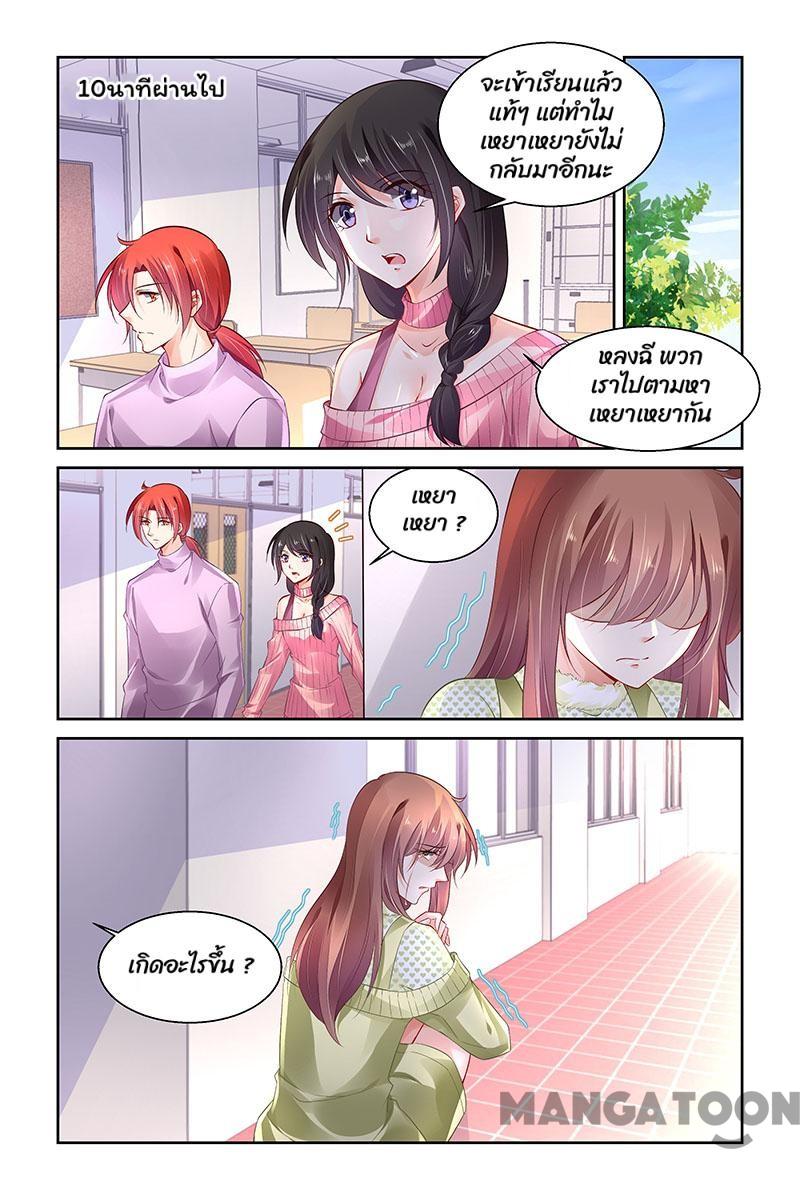 10นาทีผ่านไป
จะเข้าเรียนแล้ว
แท้ๆ แต่ทำไม
เหยาเหยายังไม่
กลับมาอีกนะ
หลงฉี พวก
เราไปตามหา
เหยาเหยากัน
เหยา
เหยา ?
เกิดอะไรขึ้น ?
MANGATOON